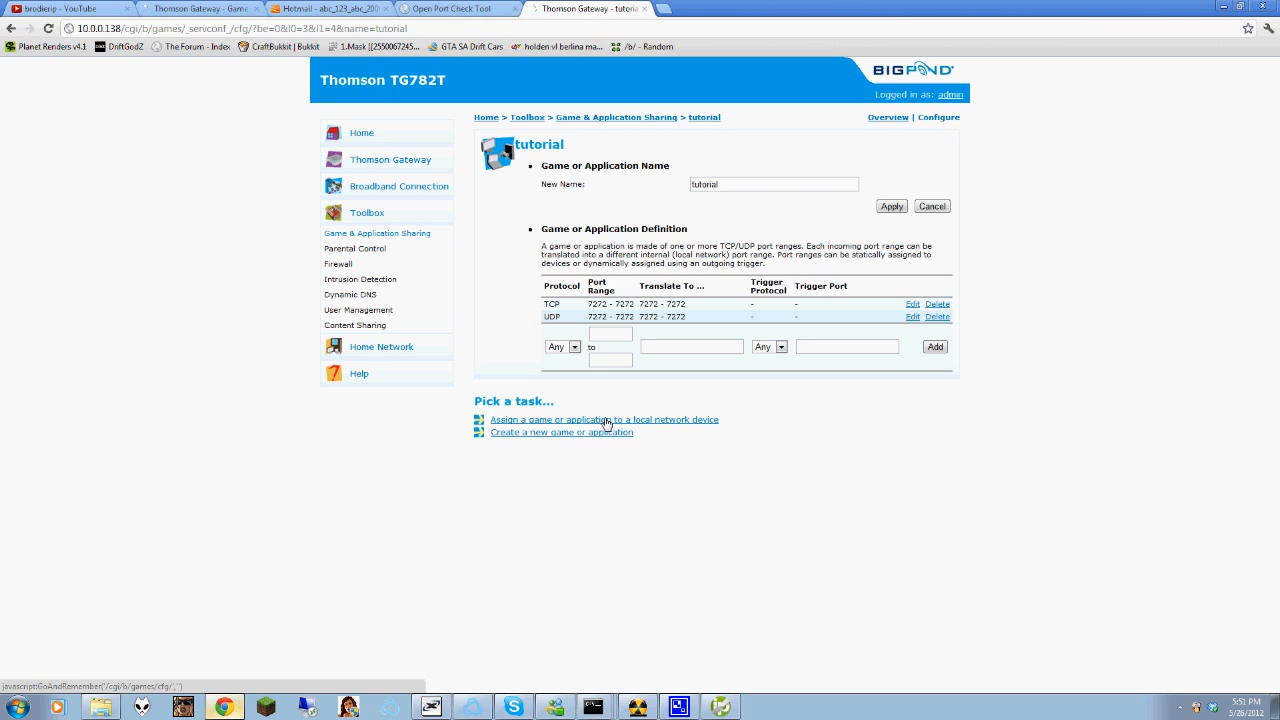 brodierip - YouTube
Thomson Gateway - Game
Hotmail - abc_123_abc_200
Open Port Check Tool
Thomson Gateway - tutoria
10.0.0.138/cgi/b/games/_servconf_/cfg/?be=0&l0=3&l1=4&name=tutorial
Planet Renders v4.1
DriftGodZ
The Forum - Index
CraftBukkit | Bukkit
1.Mask [(2550067245...
GTA SA Drift Cars
holden vl berlina ma...
/b/ - Random
Thomson TG782T
BIGPOND
Logged in as: admin
Home > Toolbox > Game & Application Sharing > tutorial
Overview | Configure
Home
Thomson Gateway
Broadband Connection
Toolbox
Game & Application Sharing
Parental Control
Firewall
Intrusion Detection
Dynamic DNS
User Management
Content Sharing
Home Network
Help
tutorial
Game or Application Name
New Name: tutorial
Apply Cancel
Game or Application Definition
A game or application is made of one or more TCP/UDP port ranges. Each incoming port range can be
translated into a different internal (local network) port range. Port ranges can be statically assigned to
devices or dynamically assigned using an outgoing trigger.
Protocol Port Range Translate To ... Trigger Protocol Trigger Port
TCP 7272 - 7272 7272 - 7272 - - Edit Delete
UDP 7272 - 7272 7272 - 7272 - - Edit Delete
Any to Any Add
Pick a task...
Assign a game or application to a local network device
Create a new game or application
javascript:GoAndRemember('/cgi/b/games/cfg/','')
5:51 PM
5/26/2012